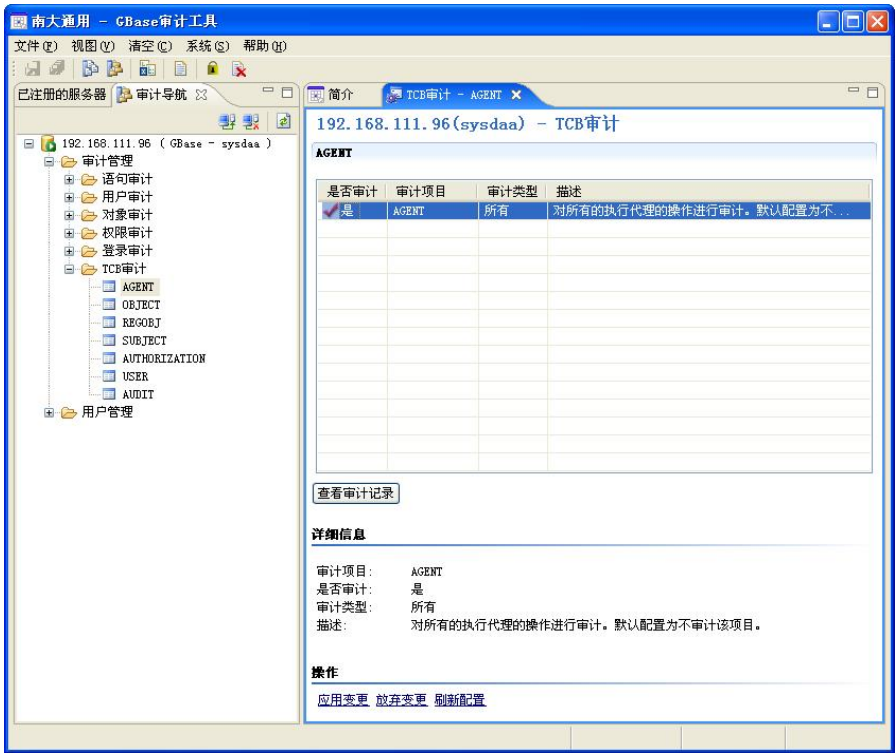 南大通用 - GBase审计工具
文件(F) 视图(V) 清空(C) 系统(S) 帮助(H)
已注册的服务器 审计导航
192.168.111.96 ( GBase - sysdaa )
审计管理
语句审计
用户审计
对象审计
权限审计
登录审计
TCB审计
AGENT
OBJECT
REGOBJ
SUBJECT
AUTHORIZATION
USER
AUDIT
用户管理
简介 TCB审计 - AGENT
192.168.111.96(sysdaa) - TCB审计
AGENT
是否审计 审计项目 审计类型 描述
是 AGENT 所有 对所有的执行代理的操作进行审计。默认配置为不...
查看审计记录
详细信息
审计项目: AGENT
是否审计: 是
审计类型: 所有
描述: 对所有的执行代理的操作进行审计。默认配置为不审计该项目。
操作
应用变更 放弃变更 刷新配置